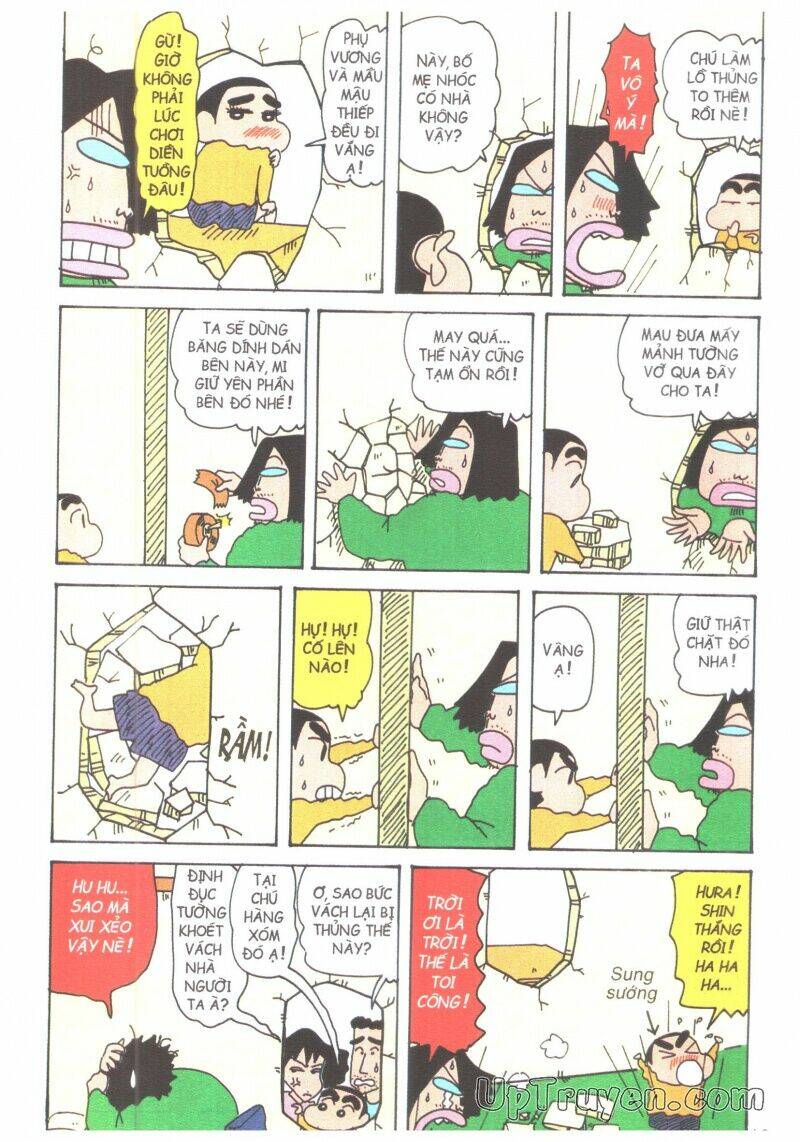 CHÚ LÀM
LỖ THỦNG
TO THÊM
RỒI NÈ!
TA
VÔ
Ý
MÀ!
NÀY, BỐ
MẸ NHÓC
CÓ NHÀ
KHÔNG
VẬY?
PHỤ
VƯƠNG
VÀ MẪU
MẬU THIẾP
ĐỀU ĐI
VẮNG
Ạ!
GỪ!
GIỜ
KHÔNG
PHẢI
LÚC
CHƠI
DIỄN
TUỒNG
ĐÂU!
MAU ĐƯA MẤY
MẢNH TƯỜNG
VỠ QUA ĐÂY
CHO TA!
MAY QUÁ...
THẾ NÀY CŨNG
TẠM ỔN RỒI!
TA SẼ DÙNG
BĂNG DÍNH DÁN
BÊN NÀY, MI
GIỮ YÊN PHẦN
BÊN ĐÓ NHÉ!
GIỮ THẬT
CHẶT ĐÓ
NHA!
VÂNG
Ạ!
HỰ! HỰ!
CỐ LÊN
NÀO!
RẦM!
HURA!
SHIN
THẮNG
RỒI!
HA HA
HA...
Sung
sướng
TRỜI
ƠI LÀ
TRỜI!
THẾ LÀ
TOI
CÔNG!
Ơ, SAO BỨC
VÁCH LẠI BỊ
THỦNG THẾ
NÀY?
TẠI
CHÚ
HÀNG
XÓM
ĐÓ Ạ!
ĐỊNH
ĐỤC
TƯỜNG
KHOÉT
VÁCH
NHÀ
NGƯỜI
TA À?
HU HU...
SAO MÀ
XUI XẺO
VẬY NÈ!
UpTruyen.com